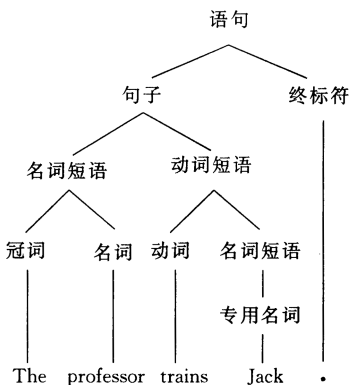 语句
句子 终标符
名词短语 动词短语
冠词 名词 动词 名词短语
专用名词
The professor trains Jack .